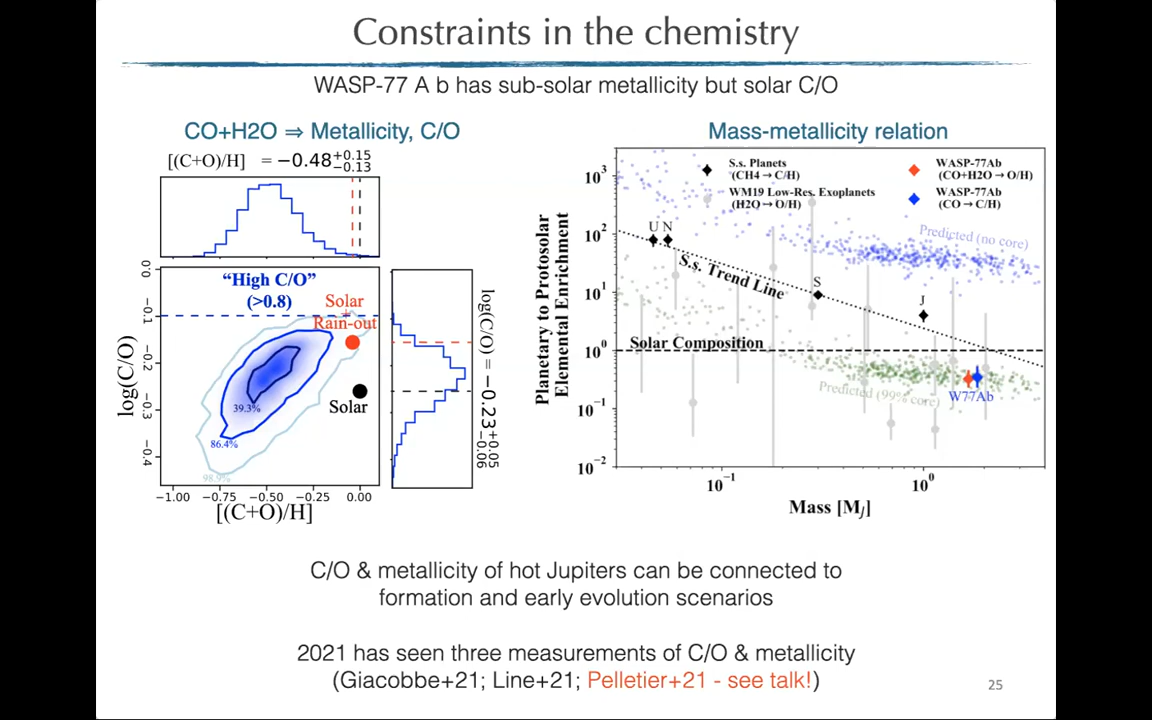 Constraints in the chemistry
WASP-77 A b has sub-solar metallicity but solar C/O
CO+H2O ⇒ Metallicity, C/O
[(C+O)/H] = −0.48+0.15−0.13
0.0
−0.1
−0.2
−0.3
−0.4
log(C/O)
“High C/O”
(>0.8)
Solar
Rain-out
Solar
39.3%
86.4%
98.9%
−1.00 −0.75 −0.50 −0.25 0.00
[(C+O)/H]
log(C/O) = −0.23+0.05−0.06
Mass-metallicity relation
Planetary to Protosolar
Elemental Enrichment
10³
10²
10¹
10⁰
10⁻¹
10⁻²
S.s. Planets
(CH4→C/H)
WM19 Low-Res. Exoplanets
(H2O→O/H)
WASP-77Ab
(CO+H2O→O/H)
WASP-77Ab
(CO→C/H)
Predicted (no core)
U N
S.s. Trend Line
S
J
Solar Composition
Predicted (99% core)
W77Ab
10⁻¹ 10⁰
Mass [MJ]
C/O & metallicity of hot Jupiters can be connected to
formation and early evolution scenarios
2021 has seen three measurements of C/O & metallicity
(Giacobbe+21; Line+21; Pelletier+21 - see talk!)
25